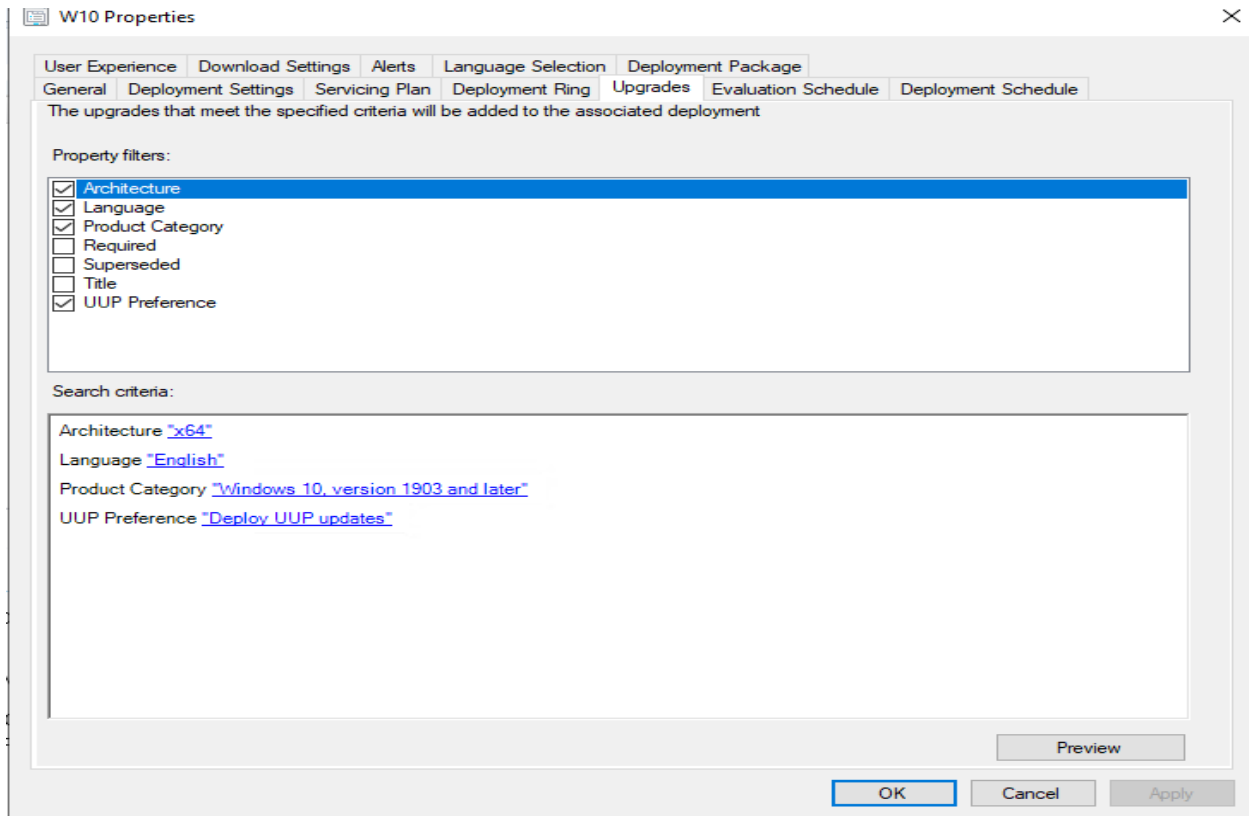 W10 Properties
User Experience Download Settings Alerts Language Selection Deployment Package
General Deployment Settings Servicing Plan Deployment Ring Upgrades Evaluation Schedule Deployment Schedule
The upgrades that meet the specified criteria will be added to the associated deployment
Property filters:
Architecture
Language
Product Category
Required
Superseded
Title
UUP Preference
Search criteria:
Architecture "x64"
Language "English"
Product Category "Windows 10, version 1903 and later"
UUP Preference "Deploy UUP updates"
Preview
OK Cancel Apply